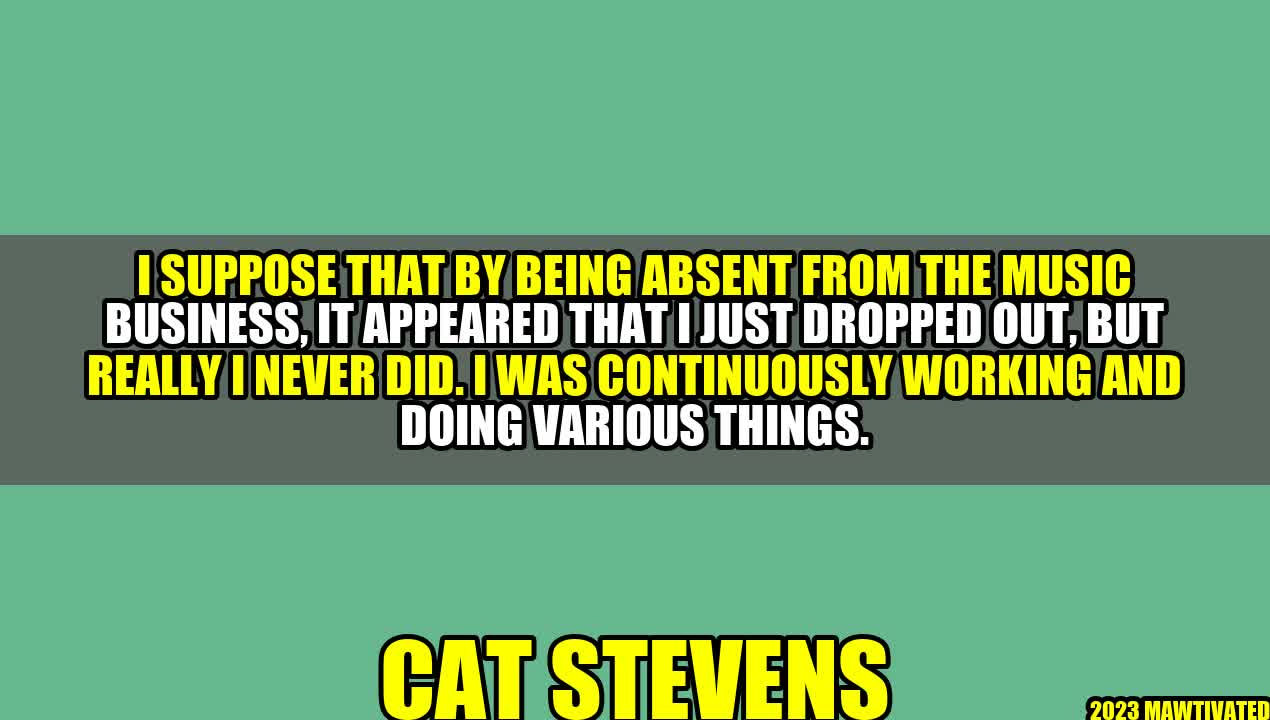 I SUPPOSE THAT BY BEING ABSENT FROM THE MUSIC
BUSINESS, IT APPEARED THAT I JUST DROPPED OUT, BUT
REALLY I NEVER DID. I WAS CONTINUOUSLY WORKING AND
DOING VARIOUS THINGS.
CAT STEVENS
2023 MAWTIVATED